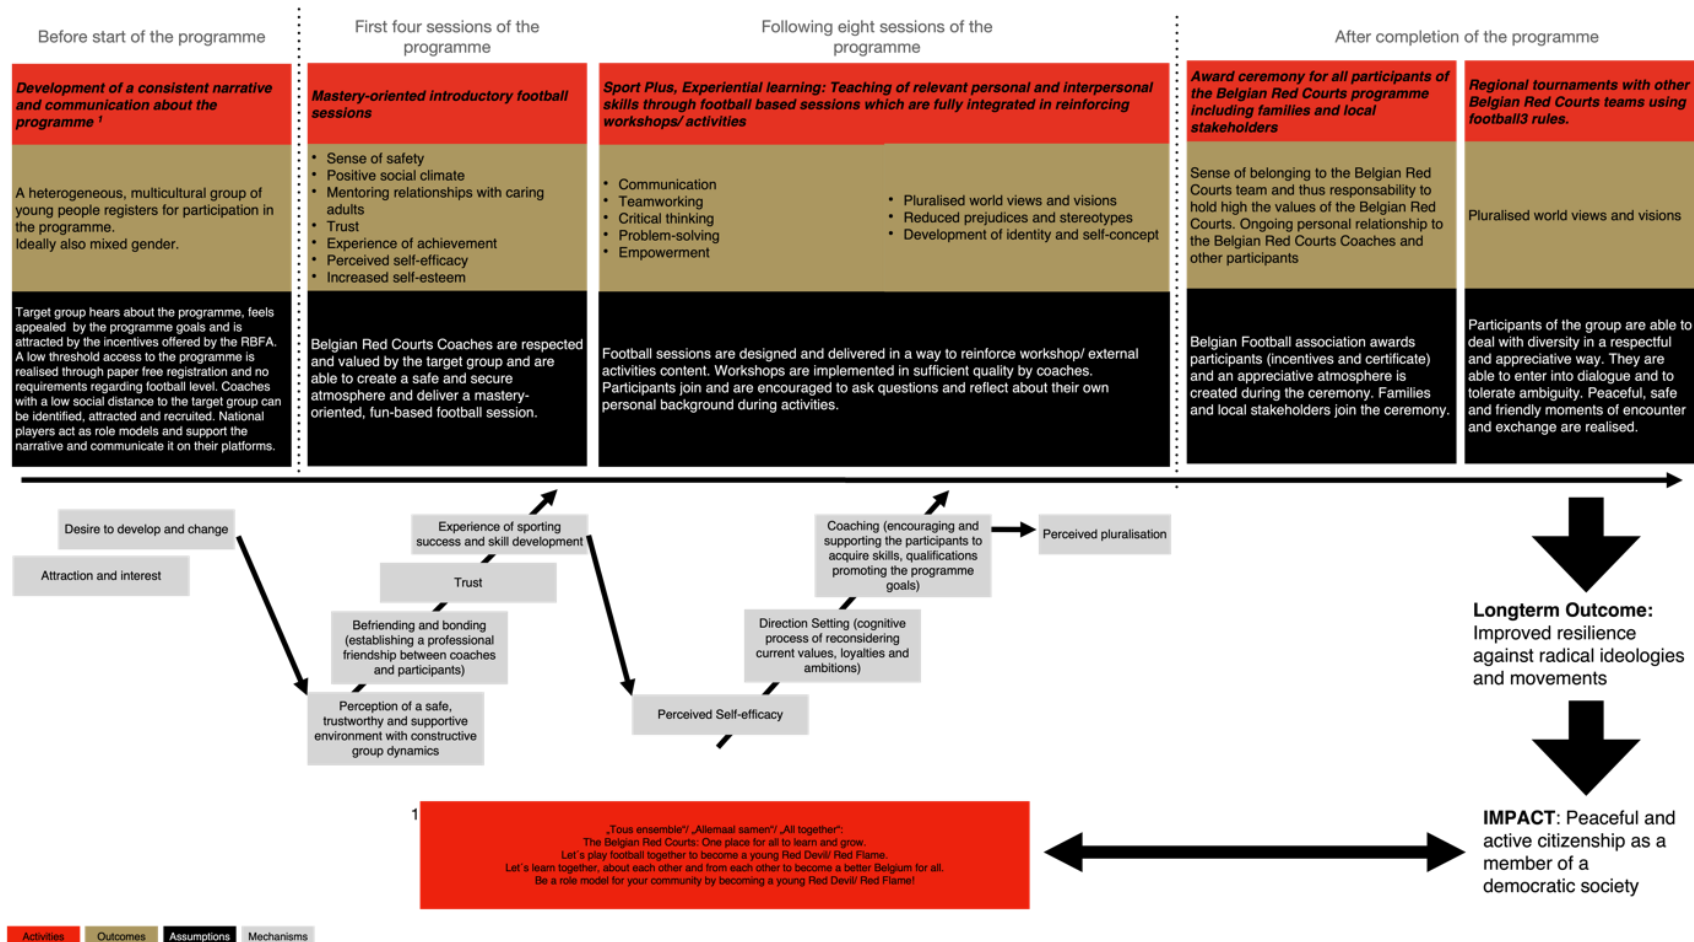 Before start of the programme
First four sessions of the
programme
Following eight sessions of the
programme
After completion of the programme
Development of a consistent narrative
and communication about the
programme ¹
Mastery-oriented introductory football
sessions
Sport Plus, Experiential learning: Teaching of relevant personal and interpersonal
skills through football based sessions which are fully integrated in reinforcing
workshops/ activities
Award ceremony for all participants of
the Belgian Red Courts programme
including families and local
stakeholders
Regional tournaments with other
Belgian Red Courts teams using
football3 rules.
A heterogeneous, multicultural group of
young people registers for participation in
the programme.
Ideally also mixed gender.
• Sense of safety
• Positive social climate
• Mentoring relationships with caring
adults
• Trust
• Experience of achievement
• Perceived self-efficacy
• Increased self-esteem
• Communication
• Teamworking
• Critical thinking
• Problem-solving
• Empowerment
• Pluralised world views and visions
• Reduced prejudices and stereotypes
• Development of identity and self-concept
Sense of belonging to the Belgian Red
Courts team and thus responsability to
hold high the values of the Belgian Red
Courts. Ongoing personal relationship to
the Belgian Red Courts Coaches and
other participants
Pluralised world views and visions
Target group hears about the programme, feels
appealed by the programme goals and is
attracted by the incentives offered by the RBFA.
A low threshold access to the programme is
realised through paper free registration and no
requirements regarding football level. Coaches
with a low social distance to the target group can
be identified, attracted and recruited. National
players act as role models and support the
narrative and communicate it on their platforms.
Belgian Red Courts Coaches are respected
and valued by the target group and are
able to create a safe and secure
atmosphere and deliver a mastery-
oriented, fun-based football session.
Football sessions are designed and delivered in a way to reinforce workshop/ external
activities content. Workshops are implemented in sufficient quality by coaches.
Participants join and are encouraged to ask questions and reflect about their own
personal background during activities.
Belgian Football association awards
participants (incentives and certificate)
and an appreciative atmosphere is
created during the ceremony. Families
and local stakeholders join the ceremony.
Participants of the group are able to
deal with diversity in a respectful
and appreciative way. They are
able to enter into dialogue and to
tolerate ambiguity. Peaceful, safe
and friendly moments of encounter
and exchange are realised.
Desire to develop and change
Attraction and interest
Experience of sporting
success and skill development
Trust
Befriending and bonding
(establishing a professional
friendship between coaches
and participants)
Perception of a safe,
trustworthy and supportive
environment with constructive
group dynamics
Coaching (encouraging and
supporting the participants to
acquire skills, qualifications
promoting the programme
goals)
Perceived pluralisation
Direction Setting (cognitive
process of reconsidering
current values, loyalties and
ambitions)
Perceived Self-efficacy
Longterm Outcome:
Improved resilience
against radical ideologies
and movements
IMPACT: Peaceful and
active citizenship as a
member of a
democratic society
1
„Tous ensemble"/ „Allemaal samen"/ „All together":
The Belgian Red Courts: One place for all to learn and grow.
Let´s play football together to become a young Red Devil/ Red Flame.
Let´s learn together, about each other and from each other to become a better Belgium for all.
Be a role model for your community by becoming a young Red Devil/ Red Flame!
Activities
Outcomes
Assumptions
Mechanisms